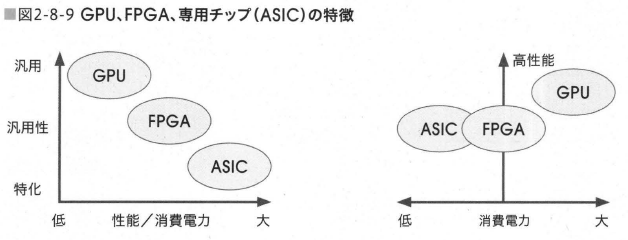 ■図2-8-9 GPU、FPGA、専用チップ(ASIC)の特徴
汎用
GPU
汎用性
FPGA
ASIC
特化
低
性能/消費電力
大
高性能
GPU
ASIC
FPGA
低
消費電力
大